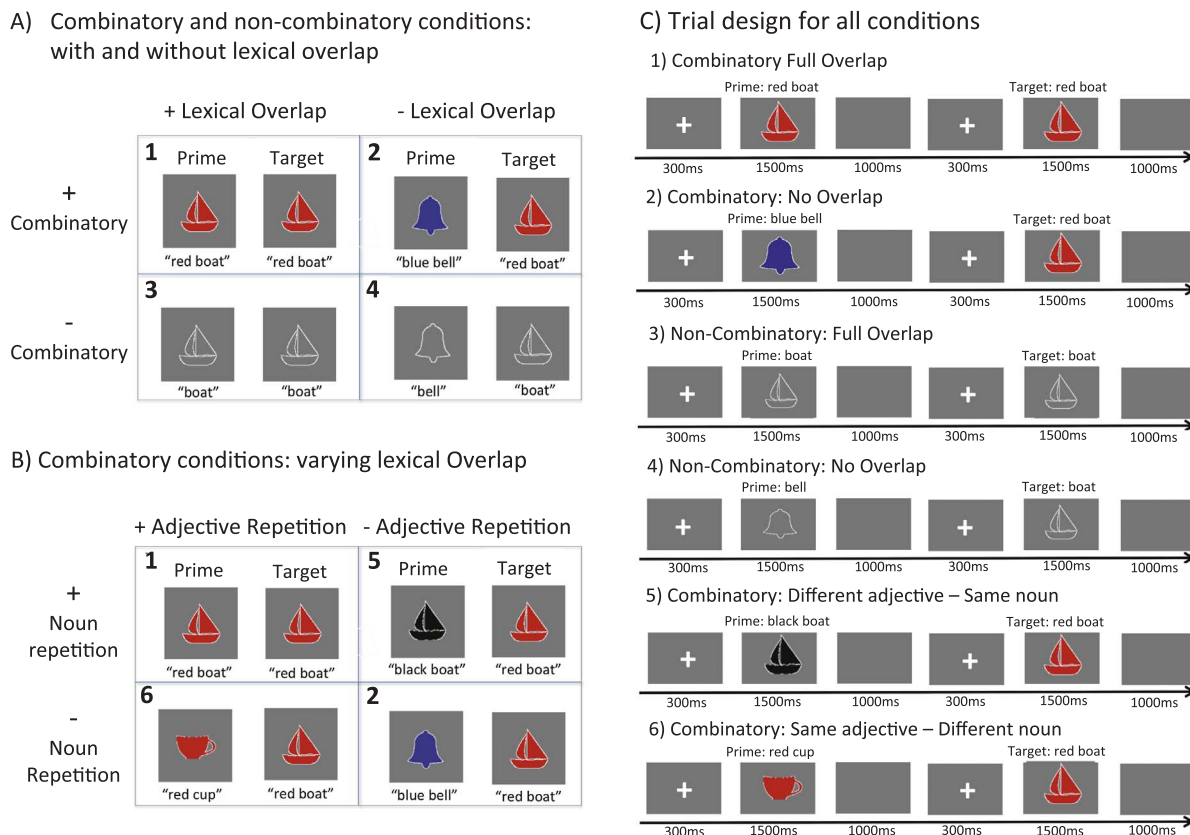 A) Combinatory and non-combinatory conditions:
with and without lexical overlap
+ Lexical Overlap
- Lexical Overlap
+
Combinatory
1
Prime
Target
“red boat”
“red boat”
2
Prime
Target
“blue bell”
“red boat”
-
Combinatory
3
“boat”
“boat”
4
“bell”
“boat”
B) Combinatory conditions: varying lexical Overlap
+ Adjective Repetition
- Adjective Repetition
+
Noun
repetition
1
Prime
Target
“red boat”
“red boat”
5
Prime
Target
“black boat”
“red boat”
-
Noun
Repetition
6
“red cup”
“red boat”
2
“blue bell”
“red boat”
C) Trial design for all conditions
1) Combinatory Full Overlap
Prime: red boat
Target: red boat
300ms 1500ms 1000ms 300ms 1500ms 1000ms
2) Combinatory: No Overlap
Prime: blue bell
Target: red boat
300ms 1500ms 1000ms 300ms 1500ms 1000ms
3) Non-Combinatory: Full Overlap
Prime: boat
Target: boat
300ms 1500ms 1000ms 300ms 1500ms 1000ms
4) Non-Combinatory: No Overlap
Prime: bell
Target: boat
300ms 1500ms 1000ms 300ms 1500ms 1000ms
5) Combinatory: Different adjective – Same noun
Prime: black boat
Target: red boat
300ms 1500ms 1000ms 300ms 1500ms 1000ms
6) Combinatory: Same adjective – Different noun
Prime: red cup
Target: red boat
300ms 1500ms 1000ms 300ms 1500ms 1000ms